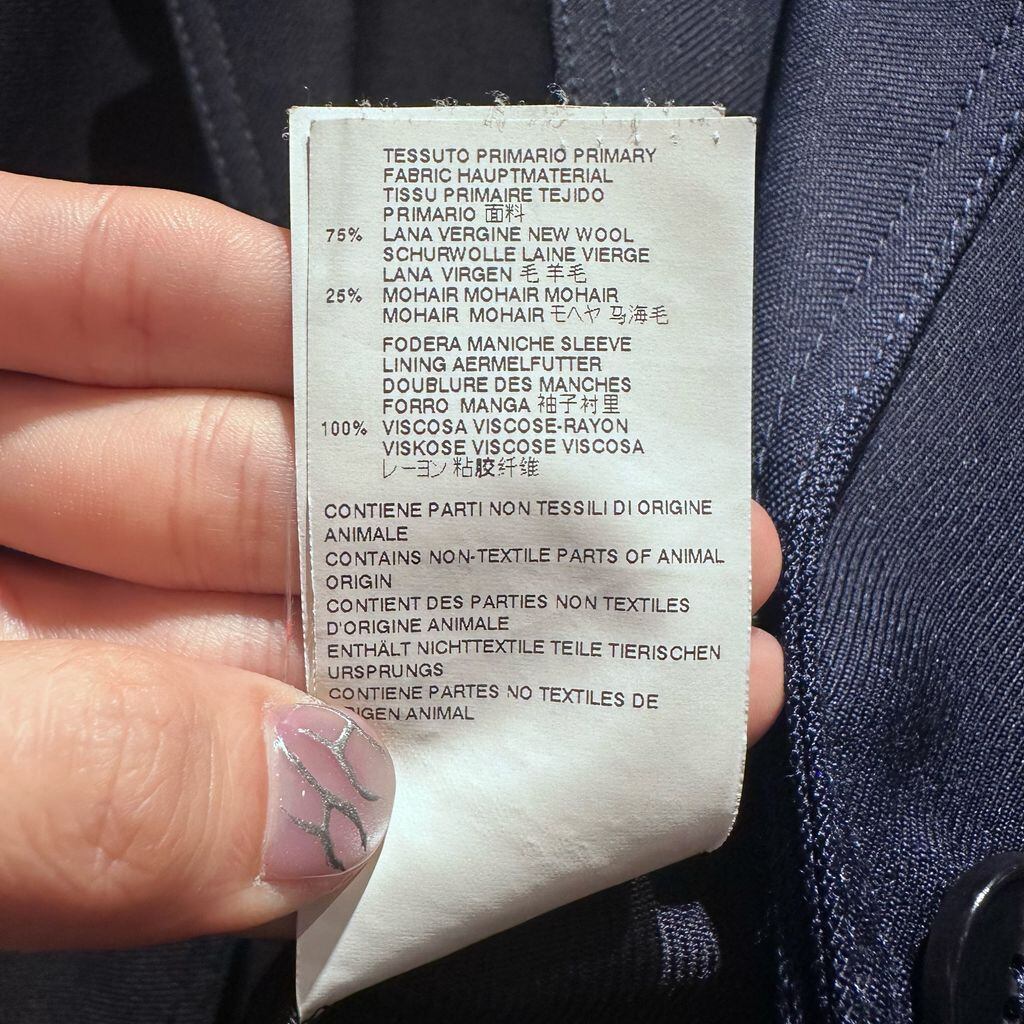 TESSUTO PRIMARIO PRIMARY
FABRIC HAUPTMATERIAL
TISSU PRIMAIRE TEJIDO
PRIMARIO 面料
75% LANA VERGINE NEW WOOL
SCHURWOLLE LAINE VIERGE
LANA VIRGEN 毛 羊毛
25% MOHAIR MOHAIR MOHAIR
MOHAIR MOHAIR モヘヤ 马海毛
FODERA MANICHE SLEEVE
LINING AERMELFUTTER
DOUBLURE DES MANCHES
FORRO MANGA 袖子衬里
100% VISCOSA VISCOSE-RAYON
VISKOSE VISCOSE VISCOSA
レーヨン 粘胶纤维
CONTIENE PARTI NON TESSILI DI ORIGINE
ANIMALE
CONTAINS NON-TEXTILE PARTS OF ANIMAL
ORIGIN
CONTIENT DES PARTIES NON TEXTILES
D'ORIGINE ANIMALE
ENTHÄLT NICHTTEXTILE TEILE TIERISCHEN
URSPRUNGS
CONTIENE PARTES NO TEXTILES DE
RIGEN ANIMAL